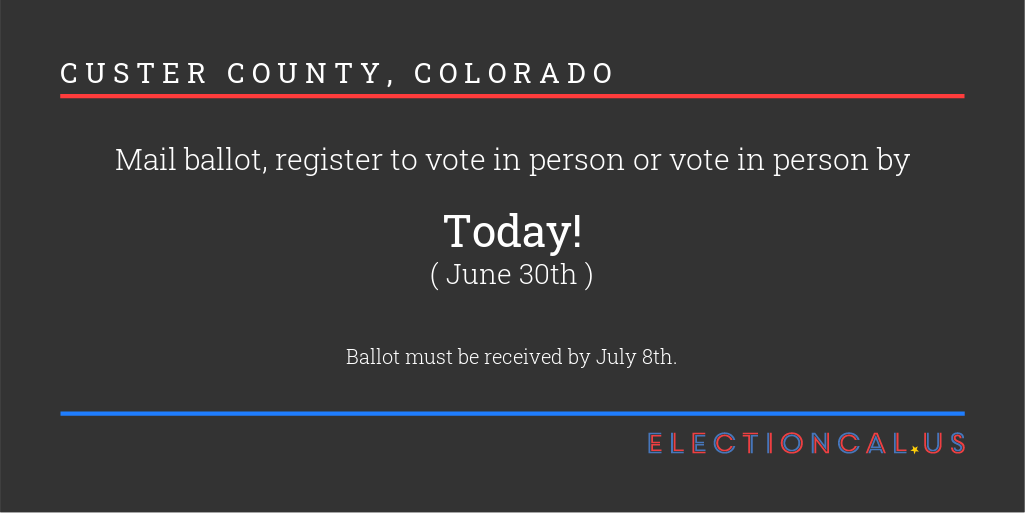 CUSTER COUNTY, COLORADO
Mail ballot, register to vote in person or vote in person by
Today!
( June 30th )
Ballot must be received by July 8th.
ELECTIONCAL.US